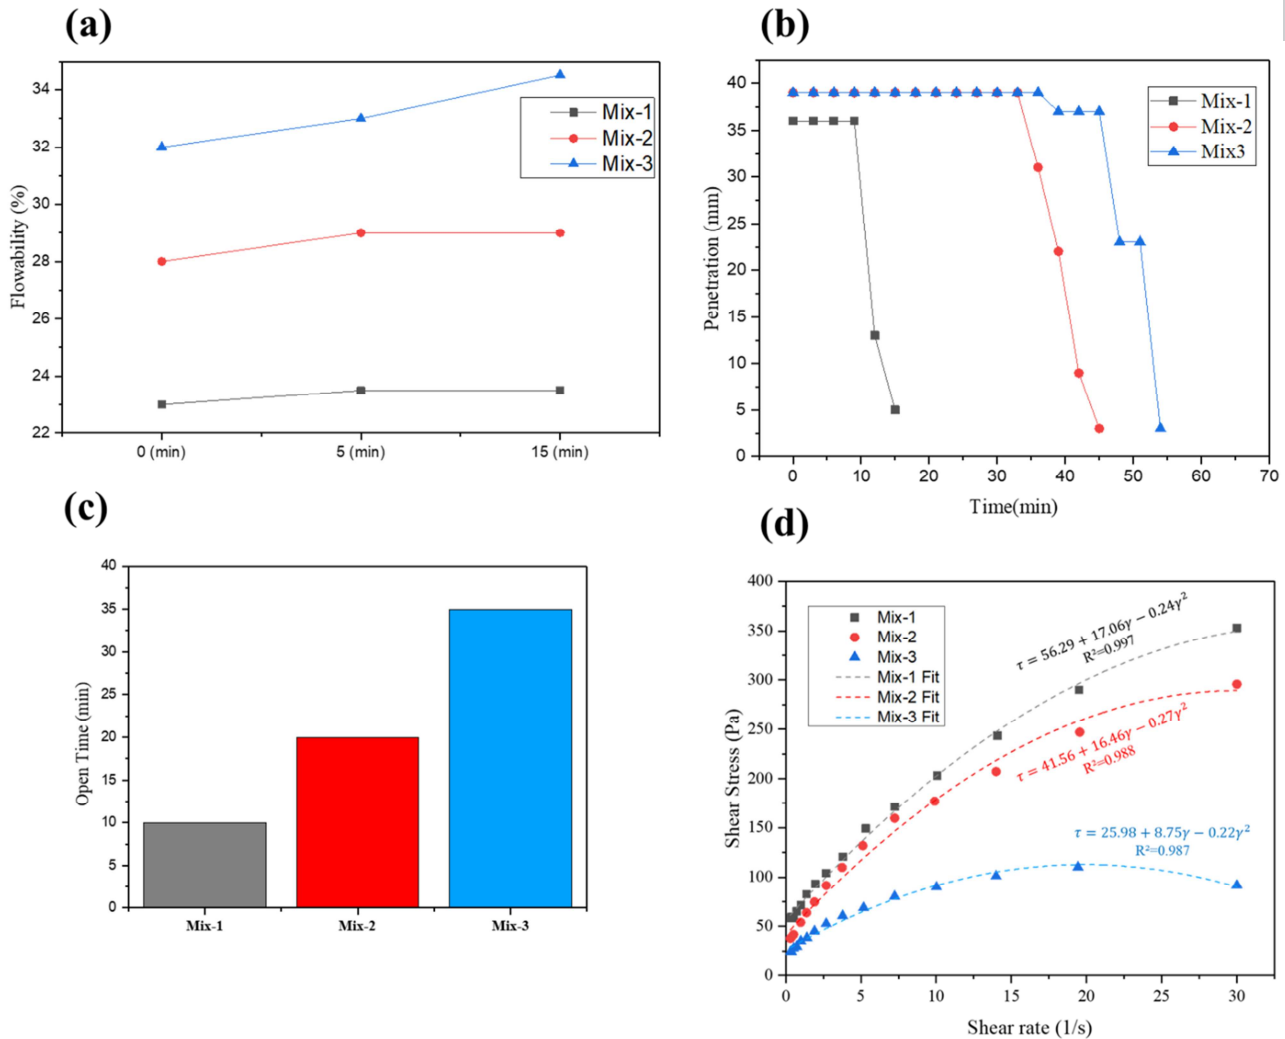 (a)
34
32
30
28
26
24
22
Flowability (%)
0 (min)
5 (min)
15 (min)
Mix-1
Mix-2
Mix-3
(b)
40
35
30
25
20
15
10
5
0
Penetration (mm)
0
10
20
30
40
50
60
70
Time(min)
Mix-1
Mix-2
Mix3
(c)
40
35
30
25
20
15
10
5
0
Open Time (min)
Mix-1
Mix-2
Mix-3
(d)
400
350
300
250
200
150
100
50
0
Shear Stress (Pa)
0
5
10
15
20
25
30
Shear rate (1/s)
Mix-1
Mix-2
Mix-3
Mix-1 Fit
Mix-2 Fit
Mix-3 Fit
τ = 56.29 + 17.06γ − 0.24γ²
R²=0.997
τ = 41.56 + 16.46γ − 0.27γ²
R²=0.988
τ = 25.98 + 8.75γ − 0.22γ²
R²=0.987